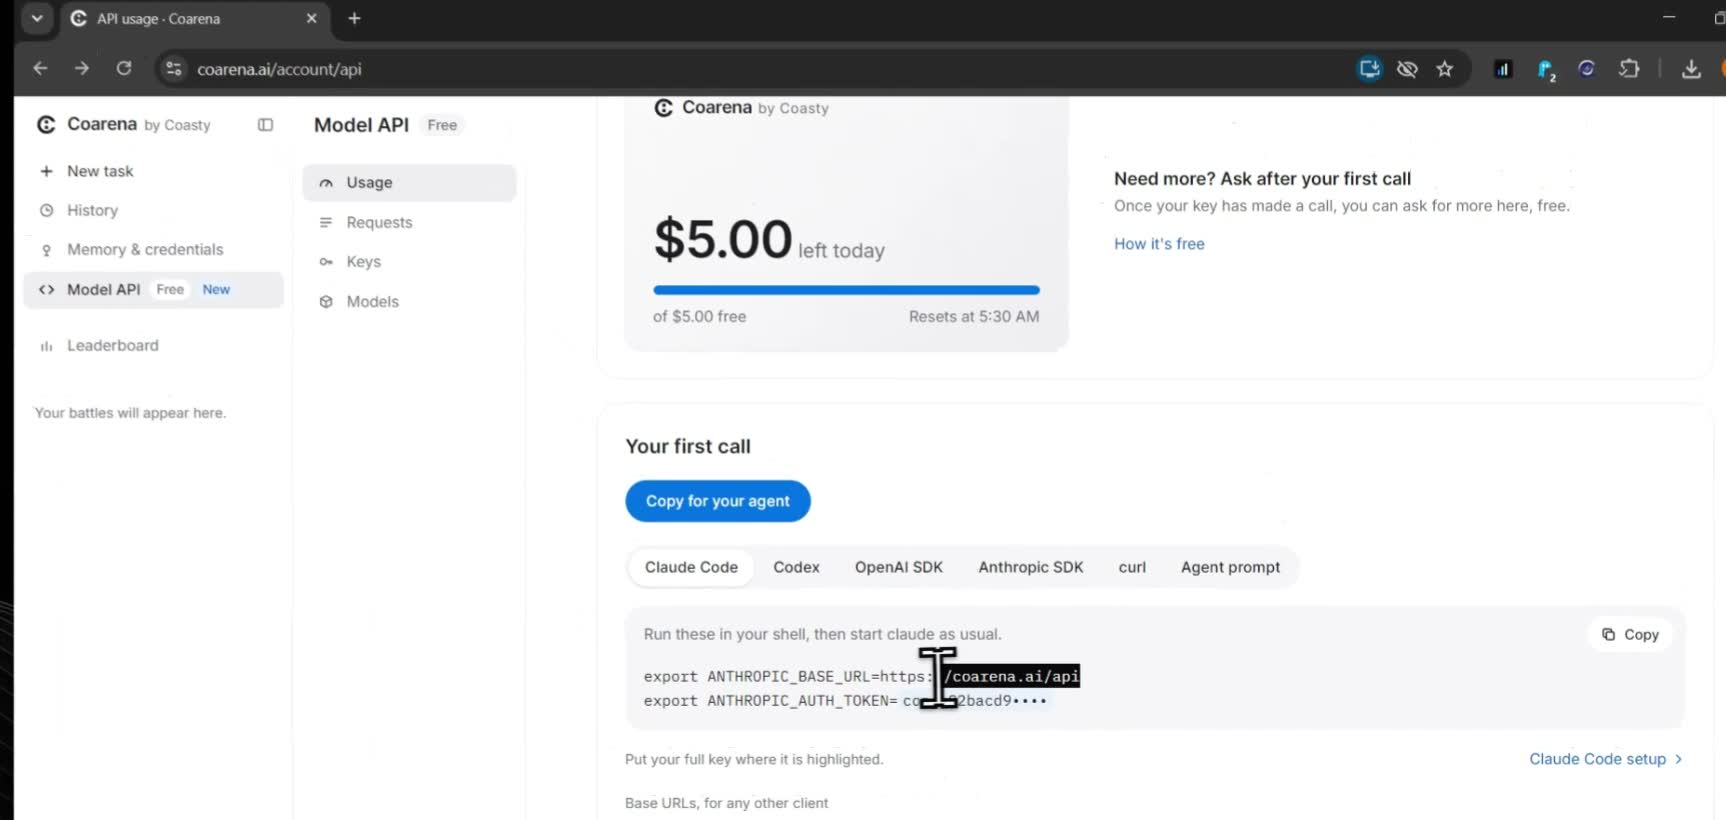 API usage · Coarena
coarena.ai/account/api
2
Coarena by Coasty
New task
History
Memory & credentials
Model API Free New
Leaderboard
Your battles will appear here.
Model API Free
Usage
Requests
Keys
Models
Coarena by Coasty
$5.00 left today
of $5.00 free
Resets at 5:30 AM
Need more? Ask after your first call
Once your key has made a call, you can ask for more here, free.
How it's free
Your first call
Copy for your agent
Claude Code
Codex
OpenAI SDK
Anthropic SDK
curl
Agent prompt
Run these in your shell, then start claude as usual.
Copy
export ANTHROPIC_BASE_URL=https://coarena.ai/api
export ANTHROPIC_AUTH_TOKEN=
Put your full key where it is highlighted.
Claude Code setup
Base URLs, for any other client